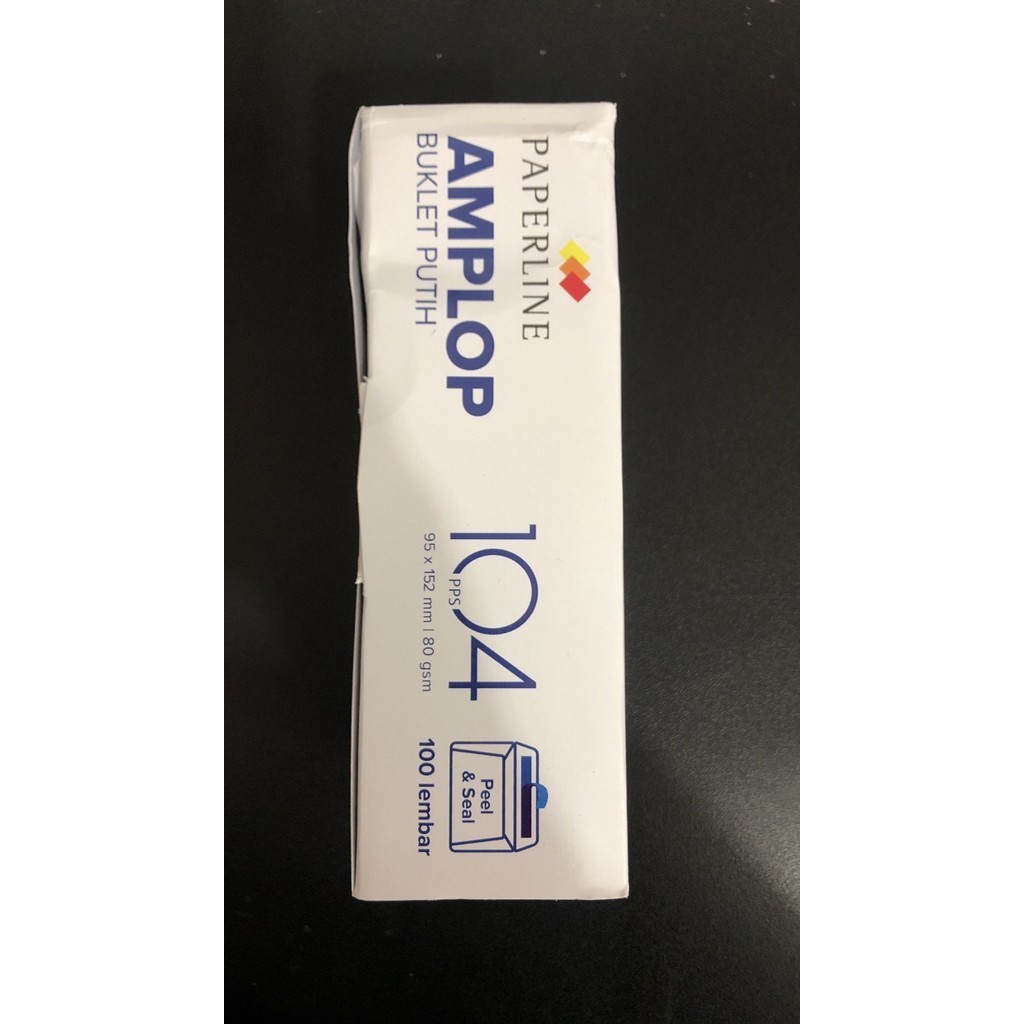 PAPERLINE
AMPLOP
BUKLET PUTIH
104
PPS
95 x 152 mm | 80 gsm
Peel
& Seal
100 lembar